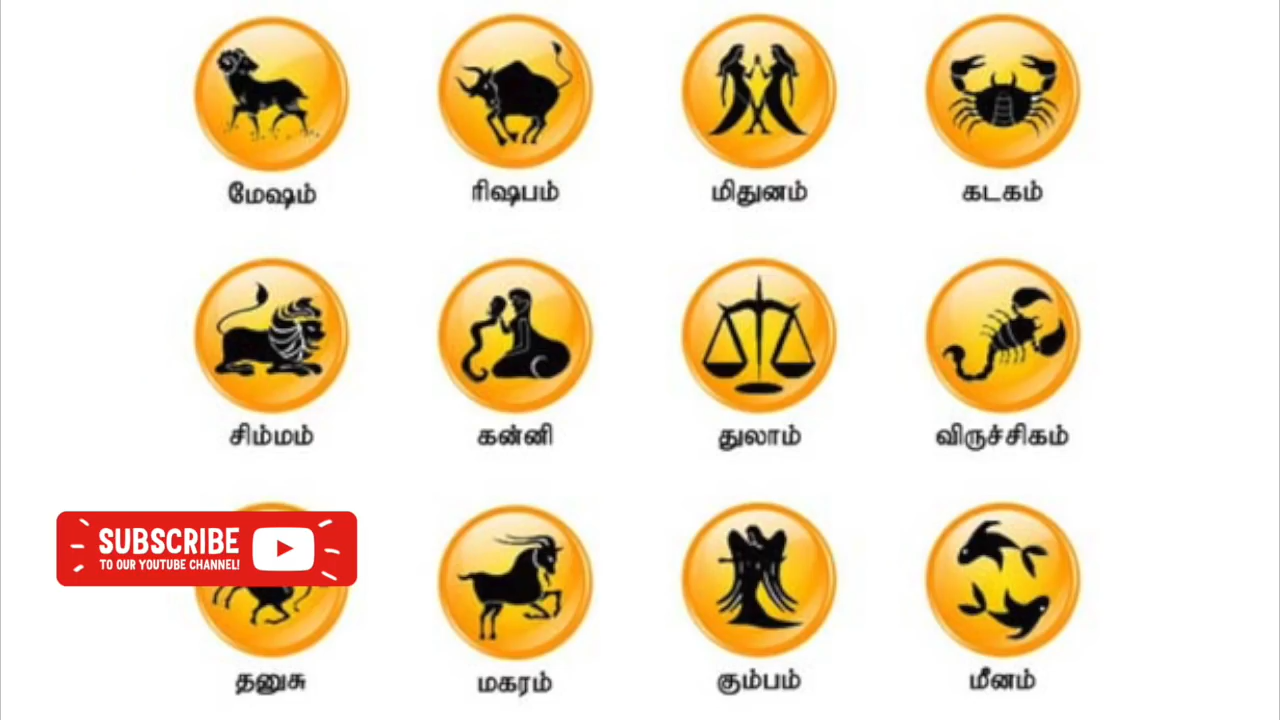 மேஷம்
ரிஷபம்
மிதுனம்
கடகம்
சிம்மம்
கன்னி
துலாம்
விருச்சிகம்
SUBSCRIBE
TO OUR YOUTUBE CHANNEL!
தனுசு
மகரம்
கும்பம்
மீனம்